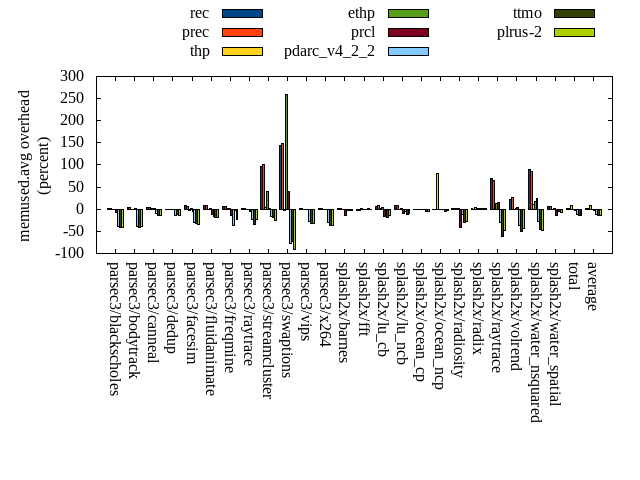 rec
prec
thp
ethp
prcl
pdarc_v4_2_2
ttmo
plrus-2
memused.avg overhead
(percent)
300
250
200
150
100
50
0
-50
-100
parsec3/blackscholes
parsec3/bodytrack
parsec3/canneal
parsec3/dedup
parsec3/facesim
parsec3/fluidanimate
parsec3/freqmine
parsec3/raytrace
parsec3/streamcluster
parsec3/swaptions
parsec3/vips
parsec3/x264
splash2x/barnes
splash2x/fft
splash2x/lu_cb
splash2x/lu_ncb
splash2x/ocean_cp
splash2x/ocean_ncp
splash2x/radiosity
splash2x/radix
splash2x/raytrace
splash2x/volrend
splash2x/water_nsquared
splash2x/water_spatial
total
average